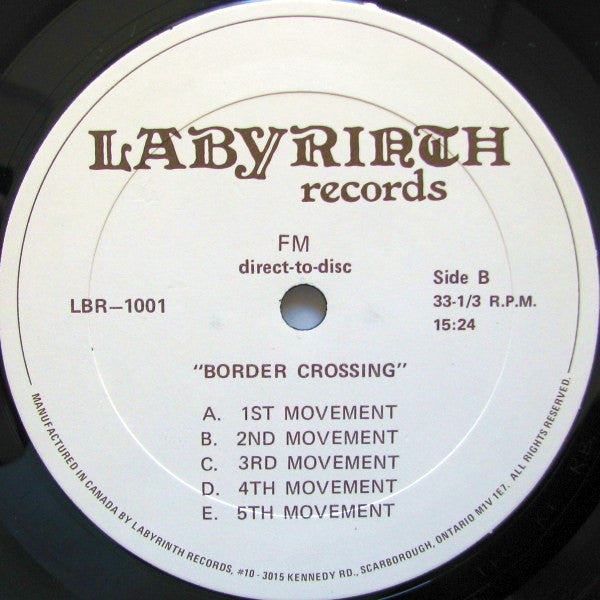 LABYRINTH
records
FM
direct-to-disc
LBR–1001
Side B
33-1/3 R.P.M.
15:24
"BORDER CROSSING"
A. 1ST MOVEMENT
B. 2ND MOVEMENT
C. 3RD MOVEMENT
D. 4TH MOVEMENT
E. 5TH MOVEMENT
MANUFACTURED IN CANADA BY LABYRINTH RECORDS, #10 - 3015 KENNEDY RD., SCARBOROUGH, ONTARIO M1V 1E7. ALL RIGHTS RESERVED.